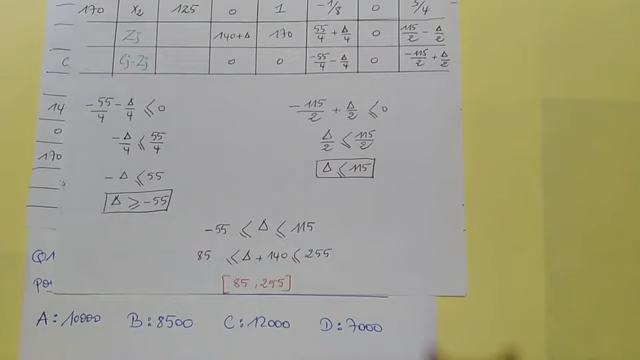 170 X₂ 125 0 1 -1/8 0 3/4
Zj 140+Δ 170 55/4 + Δ/4 0 115/2 - Δ/2
C Cj-Zj 0 0 -55/4 - Δ/4 0 -115/2 + Δ/2
14
0
170
-55/4 - Δ/4 ≤ 0
-Δ/4 ≤ 55/4
-Δ ≤ 55
Δ ≥ -55
-115/2 + Δ/2 ≤ 0
Δ/2 ≤ 115/2
Δ ≤ 115
-55 ≤ Δ ≤ 115
85 ≤ Δ + 140 ≤ 255
[85, 255]
Q1
A: 10000 B: 8500 C: 12000 D: 7000